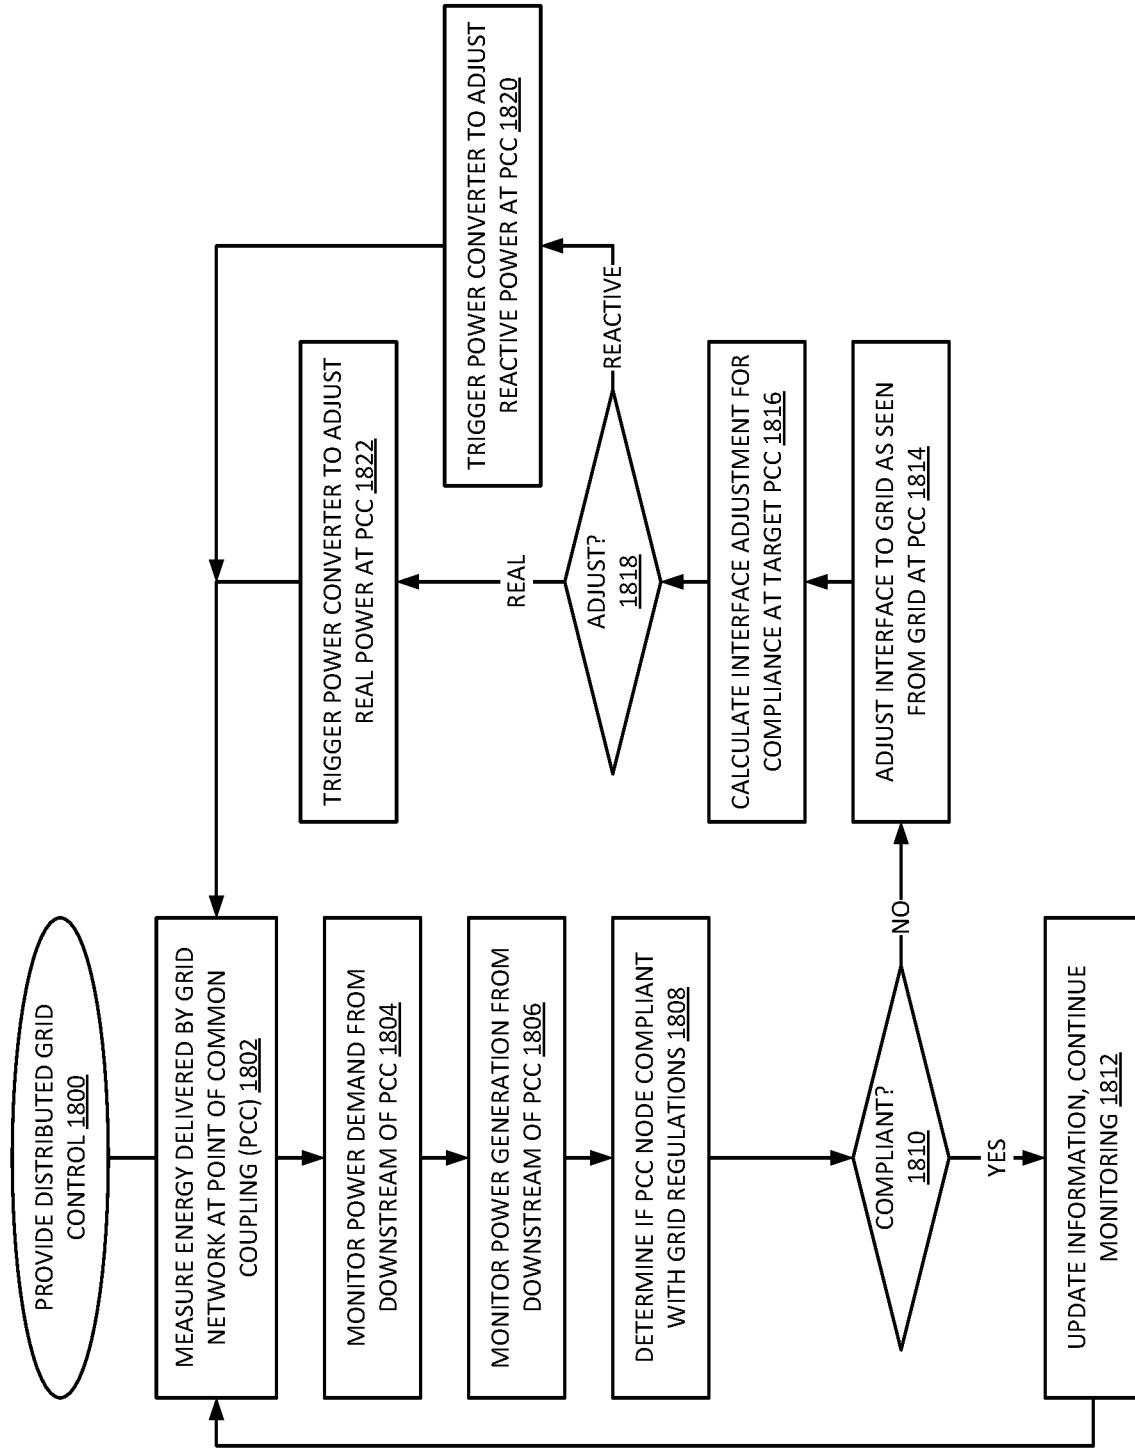 PROVIDE DISTRIBUTED GRID
CONTROL 1800
MEASURE ENERGY DELIVERED BY GRID
NETWORK AT POINT OF COMMON
COUPLING (PCC) 1802
MONITOR POWER DEMAND FROM
DOWNSTREAM OF PCC 1804
MONITOR POWER GENERATION FROM
DOWNSTREAM OF PCC 1806
DETERMINE IF PCC NODE COMPLIANT
WITH GRID REGULATIONS 1808
COMPLIANT?
1810
YES
NO
UPDATE INFORMATION, CONTINUE
MONITORING 1812
ADJUST INTERFACE TO GRID AS SEEN
FROM GRID AT PCC 1814
CALCULATE INTERFACE ADJUSTMENT FOR
COMPLIANCE AT TARGET PCC 1816
ADJUST?
1818
REAL
REACTIVE
TRIGGER POWER CONVERTER TO ADJUST
REAL POWER AT PCC 1822
TRIGGER POWER CONVERTER TO ADJUST
REACTIVE POWER AT PCC 1820